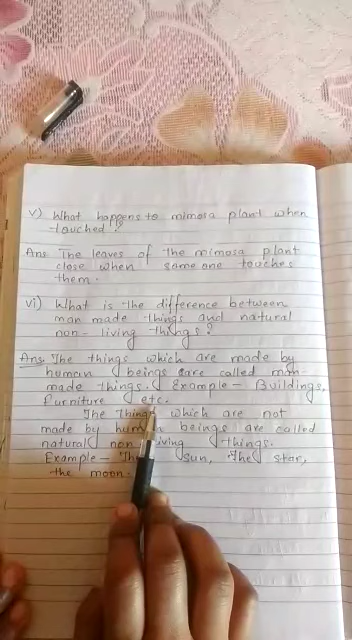 v) What happens to mimosa plant when
touched?
Ans The leaves of the mimosa plant
close when some one touches
them.
vi) What is the difference between
man made things and natural
non-living things?
Ans. The things which are made by
human beings are called man
made things. Example - Buildings,
furniture etc.
The things which are not
made by human beings are called
natural non living things.
Example - The sun, The star,
the moon.